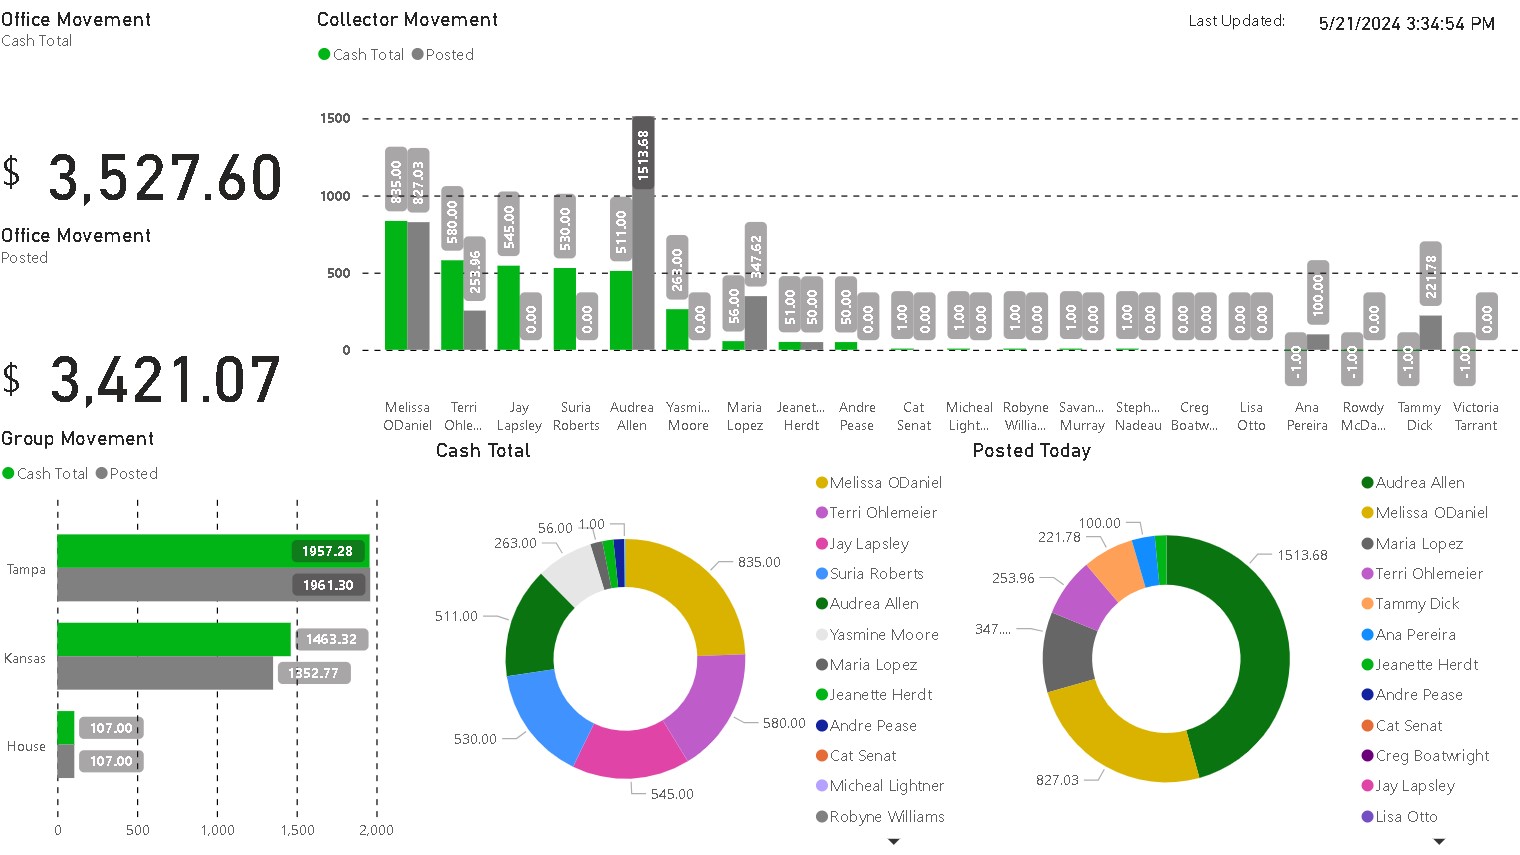 Office Movement
Cash Total
$ 3,527.60
Office Movement
Posted
$ 3,421.07
Collector Movement
Cash Total Posted
Last Updated: 5/21/2024 3:34:54 PM
1500
1000
500
0
835.00 827.03 580.00 253.96 545.00 0.00 530.00 0.00 511.00 1513.68 263.00 0.00 56.00 347.62 51.00 50.00 50.00 0.00 1.00 0.00 1.00 0.00 1.00 0.00 1.00 0.00 1.00 0.00 0.00 0.00 0.00 0.00 -1.00 100.00 -1.00 0.00 -1.00 221.78 -1.00 0.00
Melissa ODaniel
Terri Ohle...
Jay Lapsley
Suria Roberts
Audrea Allen
Yasmi... Moore
Maria Lopez
Jeanet... Herdt
Andre Pease
Cat Senat
Micheal Light...
Robyne Willia...
Savan... Murray
Steph... Nadeau
Creg Boatw...
Lisa Otto
Ana Pereira
Rowdy McDa...
Tammy Dick
Victoria Tarrant
Group Movement
Cash Total Posted
Tampa
1957.28
1961.30
Kansas
1463.32
1352.77
House
107.00
107.00
0 500 1,000 1,500 2,000
Cash Total
835.00
580.00
545.00
530.00
511.00
263.00
56.00
1.00
Melissa ODaniel
Terri Ohlemeier
Jay Lapsley
Suria Roberts
Audrea Allen
Yasmine Moore
Maria Lopez
Jeanette Herdt
Andre Pease
Cat Senat
Micheal Lightner
Robyne Williams
Posted Today
1513.68
827.03
347....
253.96
221.78
100.00
Audrea Allen
Melissa ODaniel
Maria Lopez
Terri Ohlemeier
Tammy Dick
Ana Pereira
Jeanette Herdt
Andre Pease
Cat Senat
Creg Boatwright
Jay Lapsley
Lisa Otto